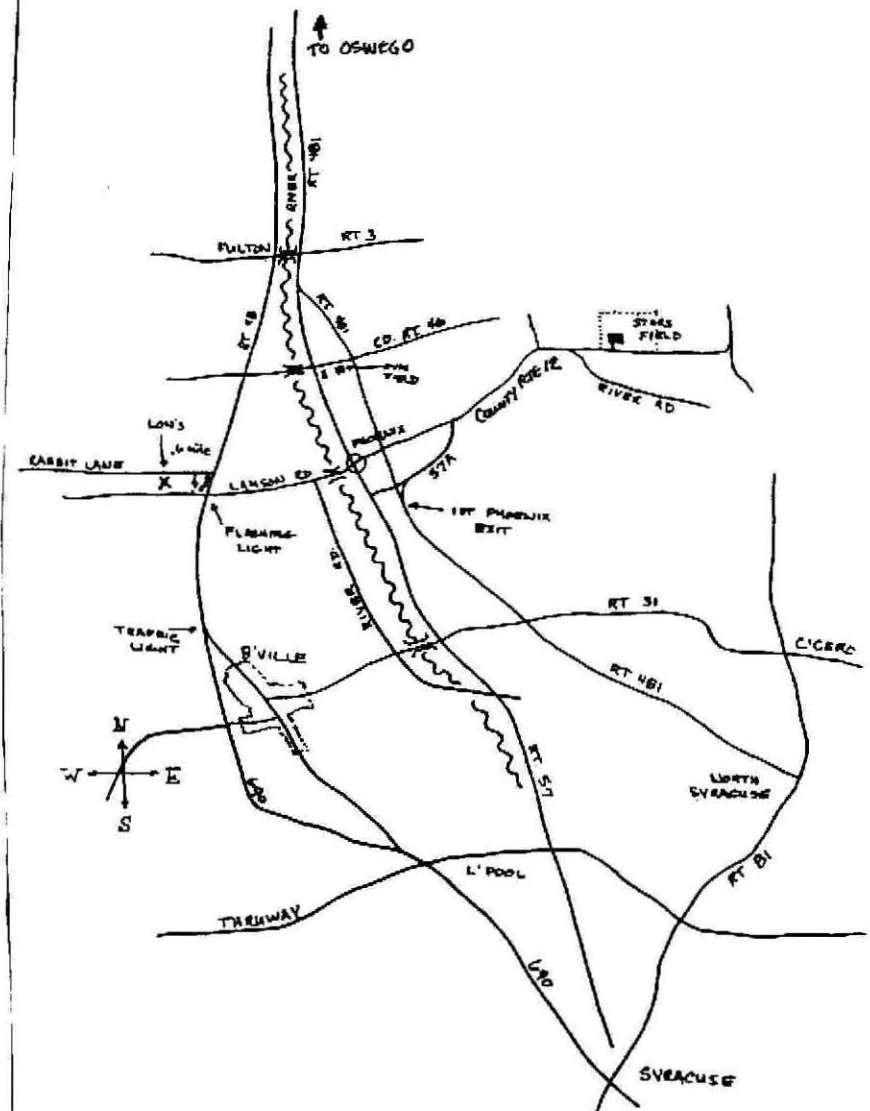 TO OSWEGO
RT 481
RIVER
FULTON
RT 3
RT 48
RT 481
CO. RT 46
STARS
FIELD
COUNTY RTE 12
RIVER RD
LOU'S
PHOENIX
57A
RABBIT LANE
X
LAMSON RD
1ST PHOENIX
EXIT
FLASHING
LIGHT
RIVER RD.
RT 31
TRAFFIC
LIGHT
B'VILLE
C'CERO
RT 481
N
W E
S
690
RT 57
NORTH
SYRACUSE
L'POOL
RT 81
THRUWAY
690
SYRACUSE